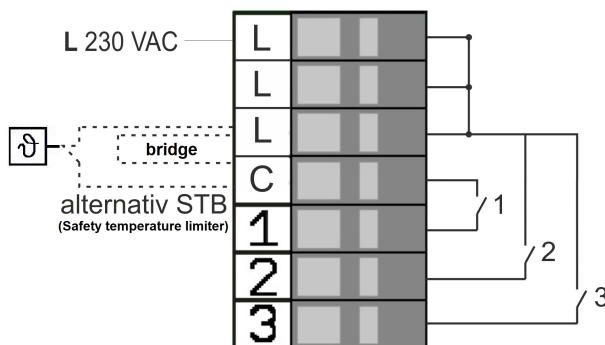 L 230 VAC
L
L
L
ϑ
bridge
C
alternativ STB
(Safety temperature limiter)
1
1
2
2
3
3